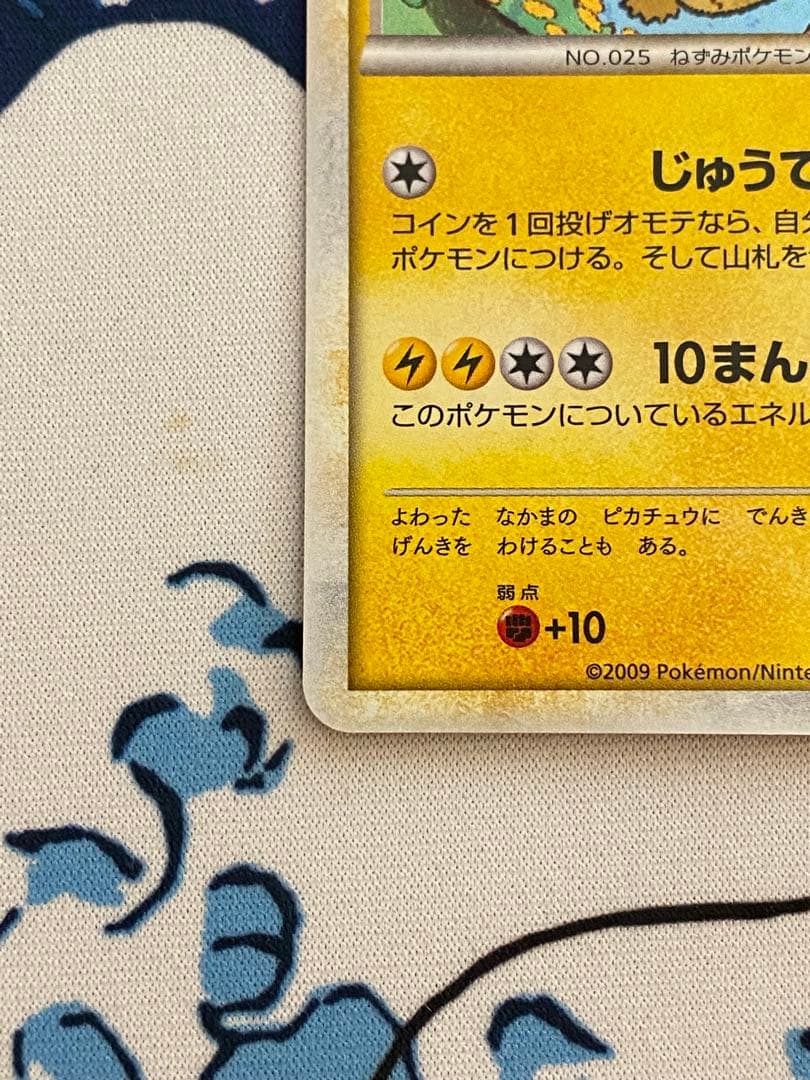 NO.025 ねずみポケモン
じゅうて
コインを1回投げオモテなら、自分
ポケモンにつける。そして山札を
10まん
このポケモンについているエネル
よわった なかまの ピカチュウに でんき
げんきを わけることも ある。
弱点
+10
©2009 Pokémon/Ninte